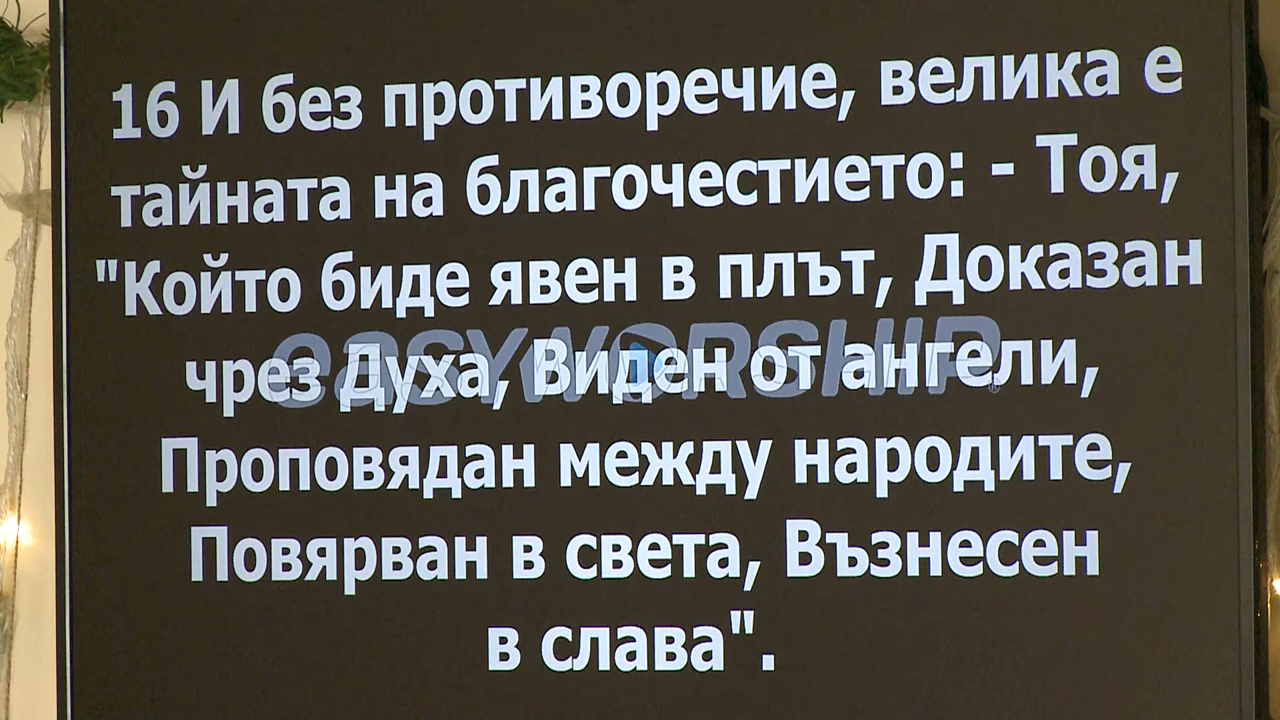 16 И без противоречие, велика е
тайната на благочестието: - Тоя,
"Който биде явен в плът, Доказан
чрез Духа, Виден от ангели,
easyworship
Проповядан между народите,
Повярван в света, Възнесен
в слава".